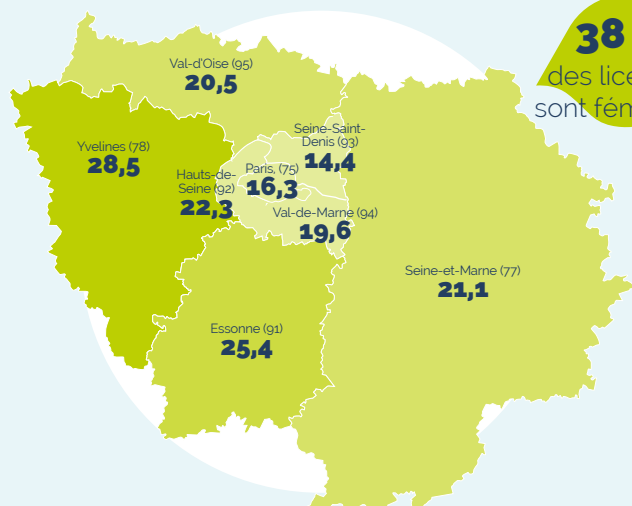 38
des
sont
Val-d'Oise (95)
20,5
Yvelines (78)
28,5
Hauts-de-
Seine (92)
22,3
Paris, (75)
16,3
Seine-Saint-
Denis (93)
14,4
Val-de-Marne (94)
19,6
Seine-et-Marne (77)
21,1
Essonne (91)
25,4